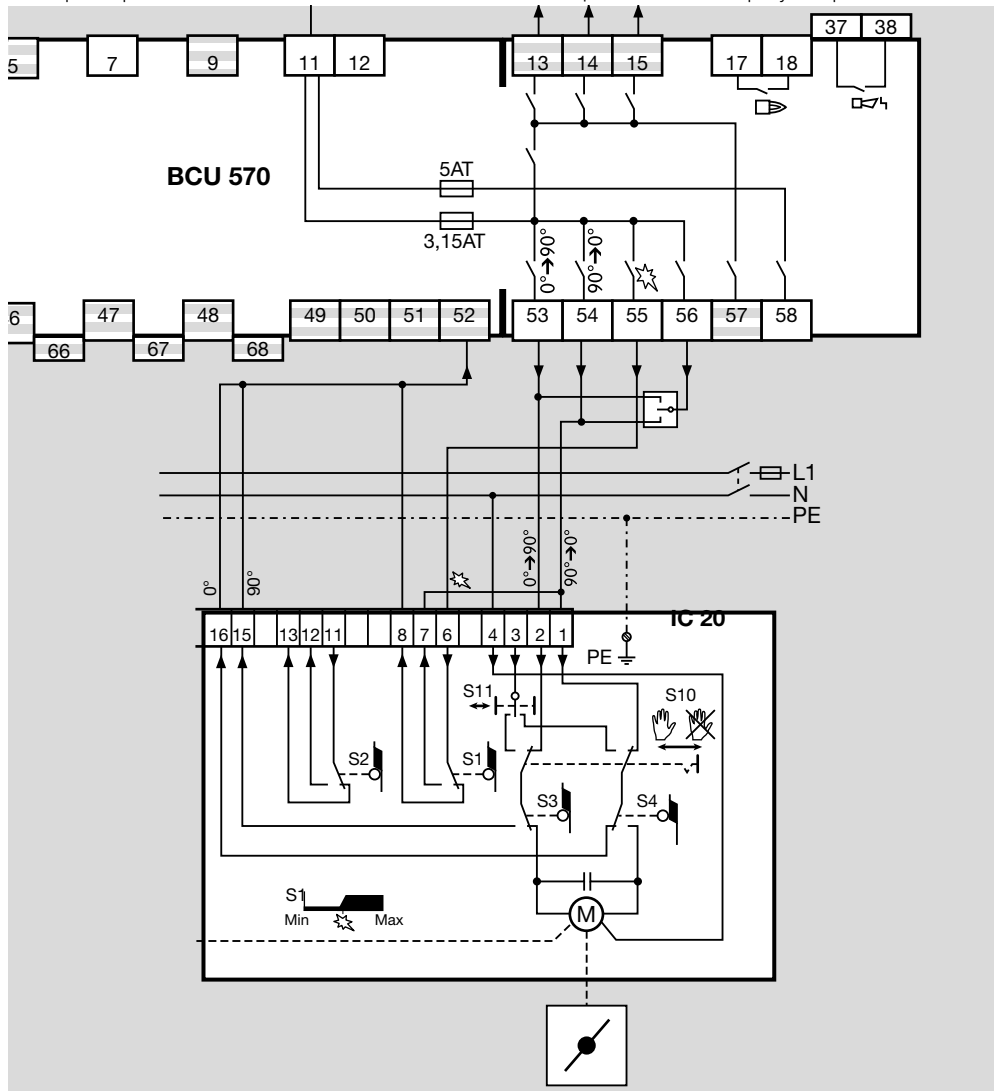 37 38
5 7 9 11 12 13 14 15 17 18
BCU 570
5AT
3,15AT
0°➔90°
90°➔0°
6 47 48 49 50 51 52 53 54 55 56 57 58
66 67 68
L1
N
PE
0°
90°
0°➔90°
90°➔0°
IC 20
16 15 13 12 11 8 7 6 4 3 2 1
PE
S11
S10
S2
S1
S3
S4
S1
Min Max
M